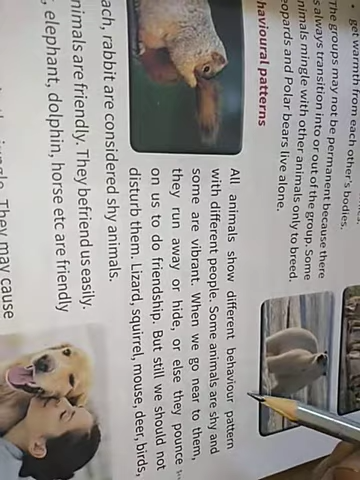 get warmth from each other's bodies.
The groups may not be permanent because there
always transition into or out of the group. Some
animals mingle with other animals only to breed.
eopards and Polar bears live alone.
havioural patterns
All animals show different behaviour pattern
with different people. Some animals are shy and
some are vibrant. When we go near to them,
they run away or hide, or else they pounce
on us to do friendship. But still we should not
disturb them. Lizard, squirrel, mouse, deer, birds,
ach, rabbit are considered shy animals.
nimals are friendly. They befriend us easily.
, elephant, dolphin, horse etc are friendly
They may cause